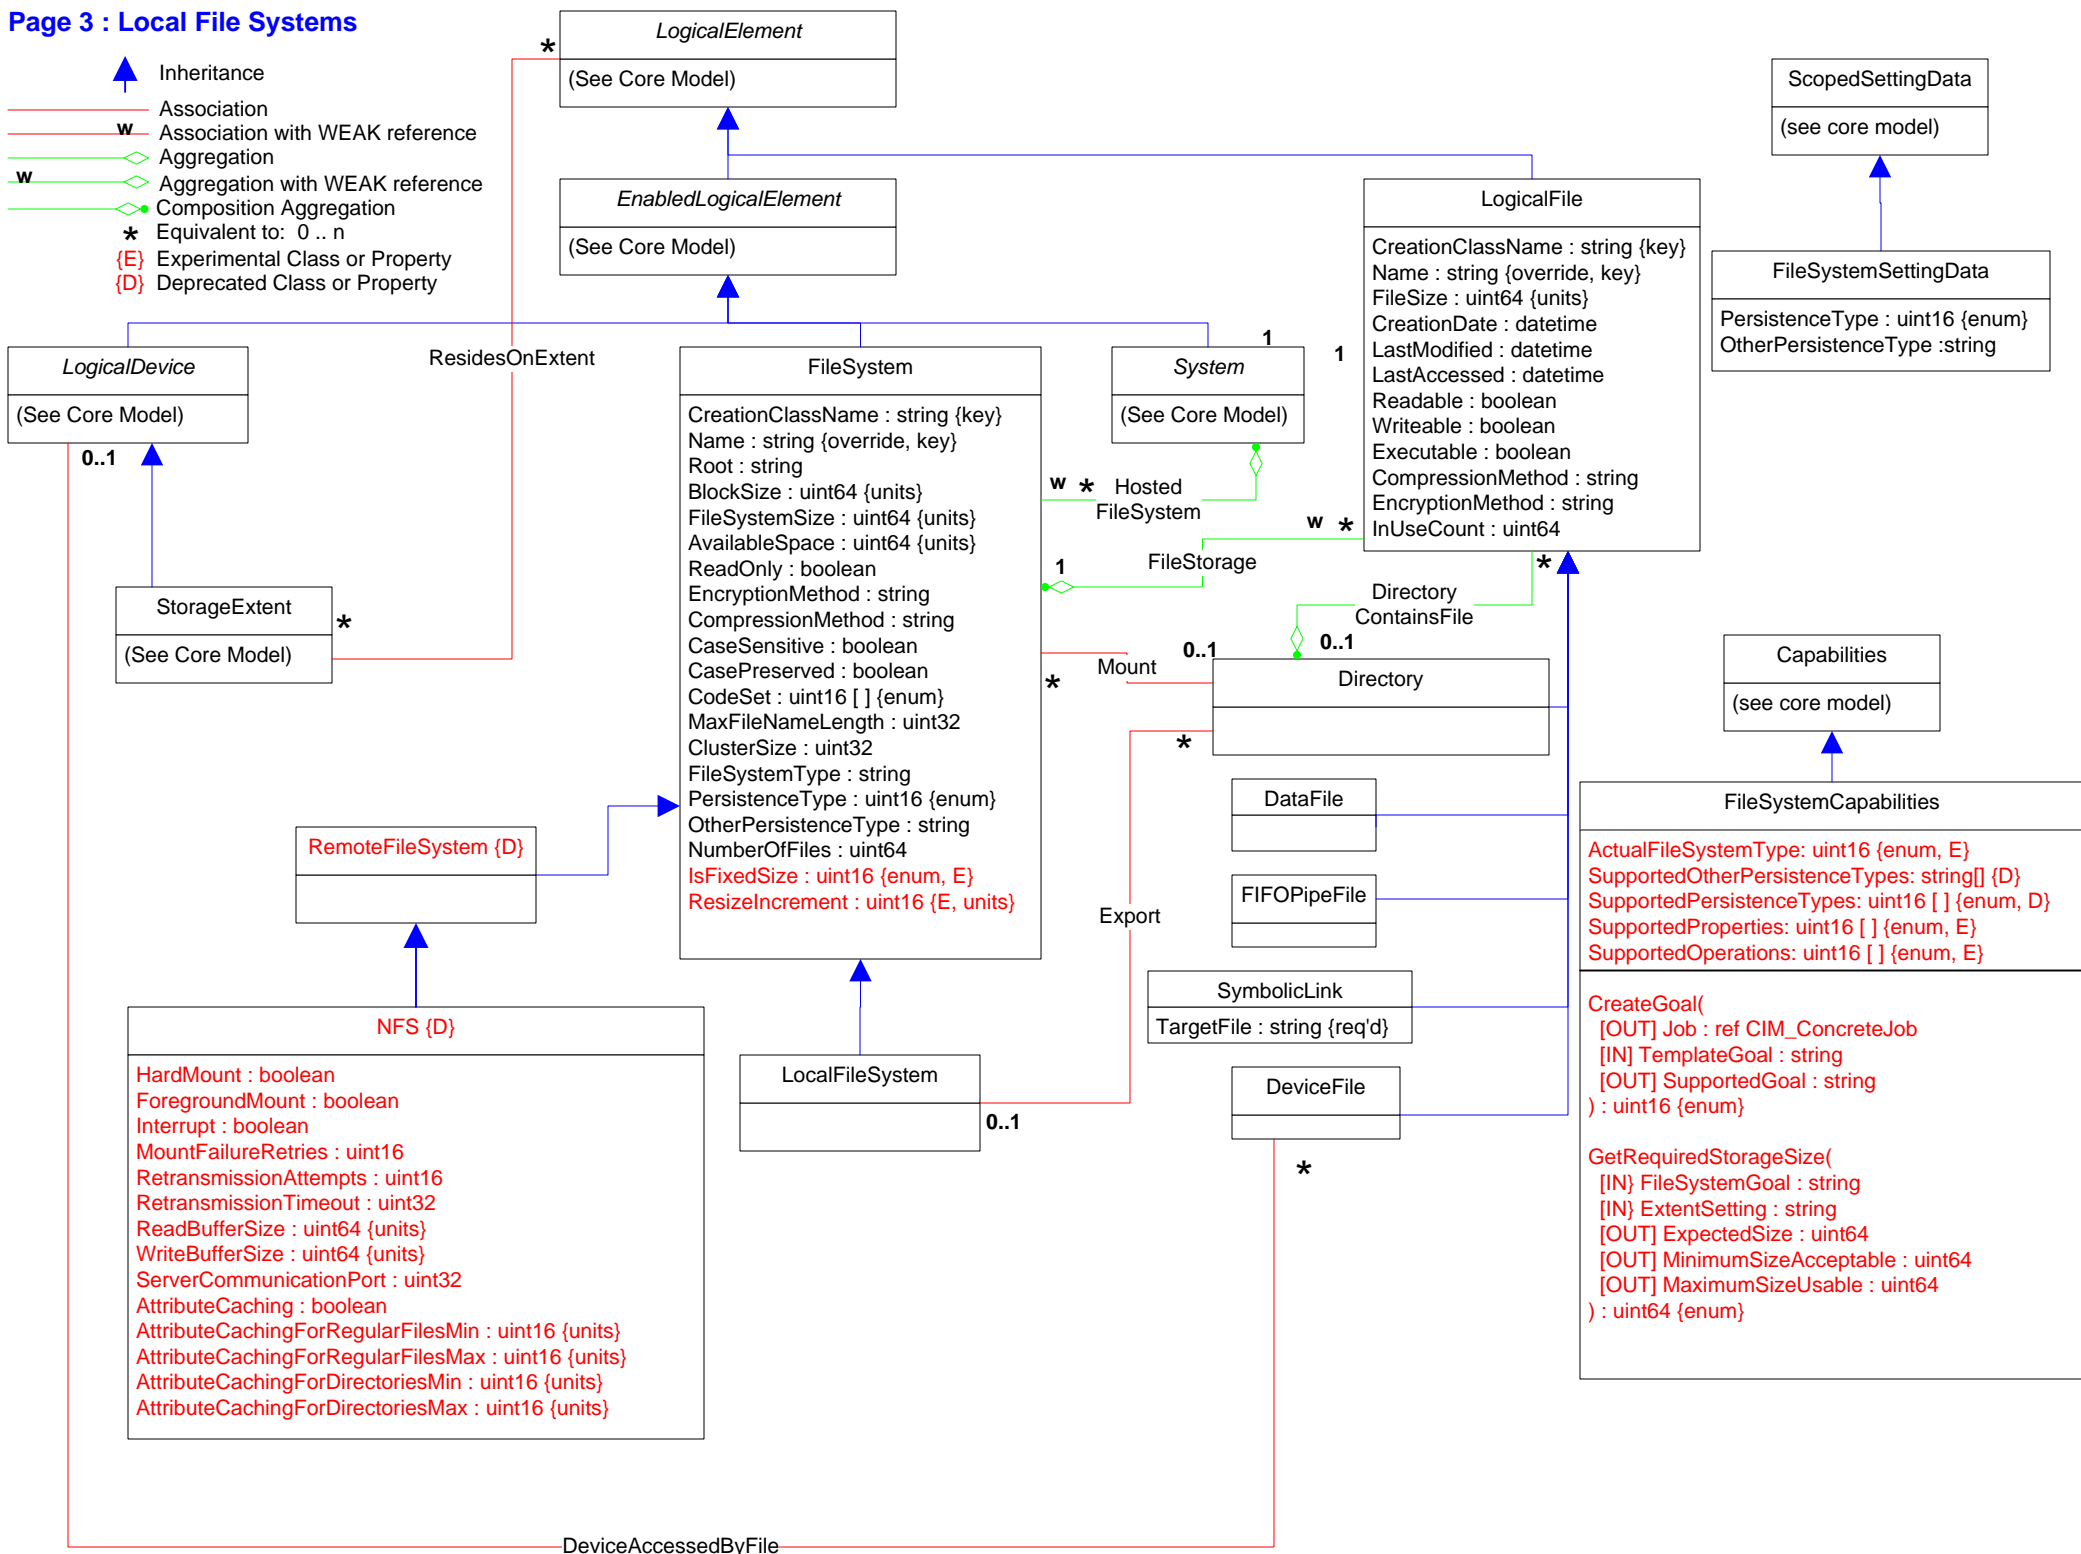 Page 3 : Local File Systems
Inheritance
Association
w Association with WEAK reference
Aggregation
w Aggregation with WEAK reference
Composition Aggregation
* Equivalent to: 0 .. n
{E} Experimental Class or Property
{D} Deprecated Class or Property
*
LogicalElement
(See Core Model)
ScopedSettingData
(see core model)
EnabledLogicalElement
(See Core Model)
LogicalFile
CreationClassName : string {key}
Name : string {override, key}
FileSize : uint64 {units}
CreationDate : datetime
LastModified : datetime
LastAccessed : datetime
Readable : boolean
Writeable : boolean
Executable : boolean
CompressionMethod : string
EncryptionMethod : string
InUseCount : uint64
FileSystemSettingData
PersistenceType : uint16 {enum}
OtherPersistenceType :string
LogicalDevice
(See Core Model)
0..1
ResidesOnExtent
FileSystem
CreationClassName : string {key}
Name : string {override, key}
Root : string
BlockSize : uint64 {units}
FileSystemSize : uint64 {units}
AvailableSpace : uint64 {units}
ReadOnly : boolean
EncryptionMethod : string
CompressionMethod : string
CaseSensitive : boolean
CasePreserved : boolean
CodeSet : uint16 [ ] {enum}
MaxFileNameLength : uint32
ClusterSize : uint32
FileSystemType : string
PersistenceType : uint16 {enum}
OtherPersistenceType : string
NumberOfFiles : uint64
IsFixedSize : uint16 {enum, E}
ResizeIncrement : uint16 {E, units}
1
1
System
(See Core Model)
w *
Hosted
FileSystem
w *
1
FileStorage
*
Directory
ContainsFile
0..1
StorageExtent
(See Core Model)
*
0..1
Mount
*
Directory
*
Capabilities
(see core model)
DataFile
FIFOPipeFile
Export
SymbolicLink
TargetFile : string {req'd}
DeviceFile
*
RemoteFileSystem {D}
NFS {D}
HardMount : boolean
ForegroundMount : boolean
Interrupt : boolean
MountFailureRetries : uint16
RetransmissionAttempts : uint16
RetransmissionTimeout : uint32
ReadBufferSize : uint64 {units}
WriteBufferSize : uint64 {units}
ServerCommunicationPort : uint32
AttributeCaching : boolean
AttributeCachingForRegularFilesMin : uint16 {units}
AttributeCachingForRegularFilesMax : uint16 {units}
AttributeCachingForDirectoriesMin : uint16 {units}
AttributeCachingForDirectoriesMax : uint16 {units}
LocalFileSystem
0..1
FileSystemCapabilities
ActualFileSystemType: uint16 {enum, E}
SupportedOtherPersistenceTypes: string[] {D}
SupportedPersistenceTypes: uint16 [ ] {enum, D}
SupportedProperties: uint16 [ ] {enum, E}
SupportedOperations: uint16 [ ] {enum, E}
CreateGoal(
[OUT] Job : ref CIM_ConcreteJob
[IN] TemplateGoal : string
[OUT] SupportedGoal : string
) : uint16 {enum}
GetRequiredStorageSize(
[IN} FileSystemGoal : string
[IN} ExtentSetting : string
[OUT] ExpectedSize : uint64
[OUT] MinimumSizeAcceptable : uint64
[OUT] MaximumSizeUsable : uint64
) : uint64 {enum}
DeviceAccessedByFile